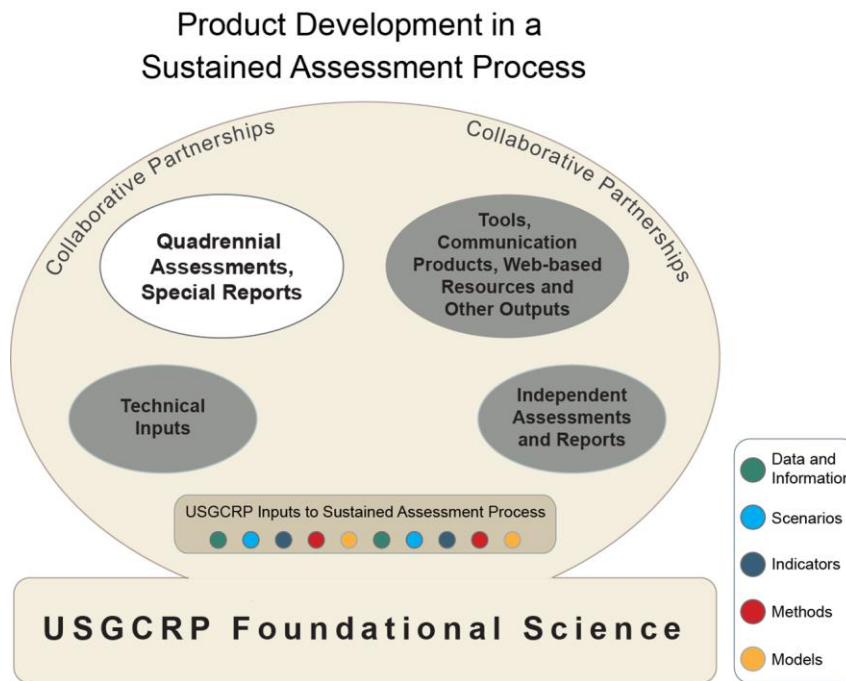 Product Development in a
Sustained Assessment Process
Collaborative Partnerships
Collaborative Partnerships
Quadrennial
Assessments,
Special Reports
Tools,
Communication
Products, Web-based
Resources and
Other Outputs
Technical
Inputs
Independent
Assessments
and Reports
USGCRP Inputs to Sustained Assessment Process
USGCRP Foundational Science
Data and
Information
Scenarios
Indicators
Methods
Models